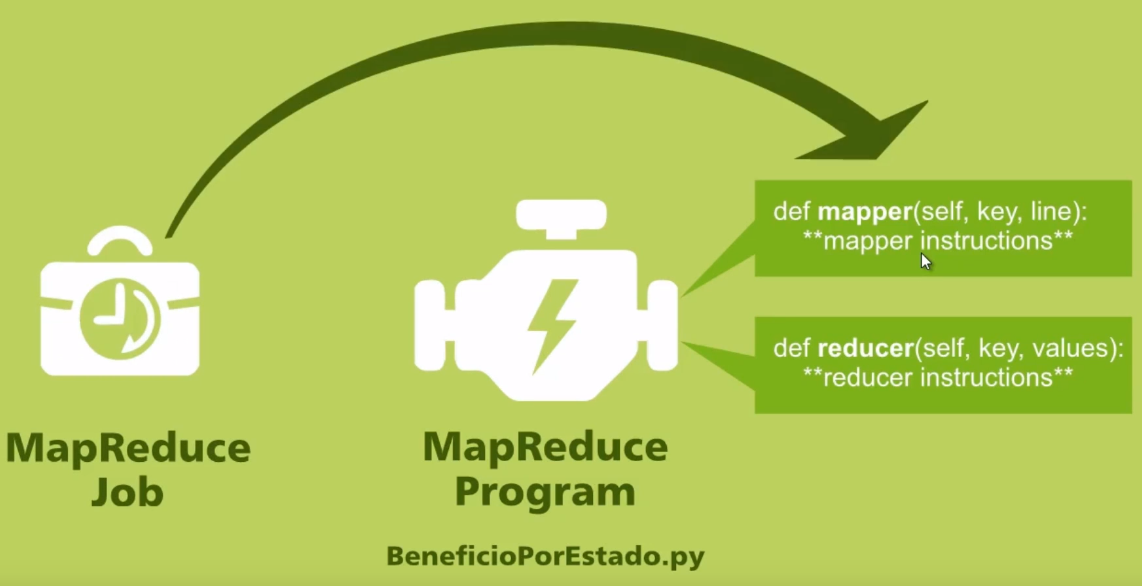 def mapper(self, key, line):
**mapper instructions**
def reducer(self, key, values):
**reducer instructions**
MapReduce
Job
MapReduce
Program
BeneficioPorEstado.py